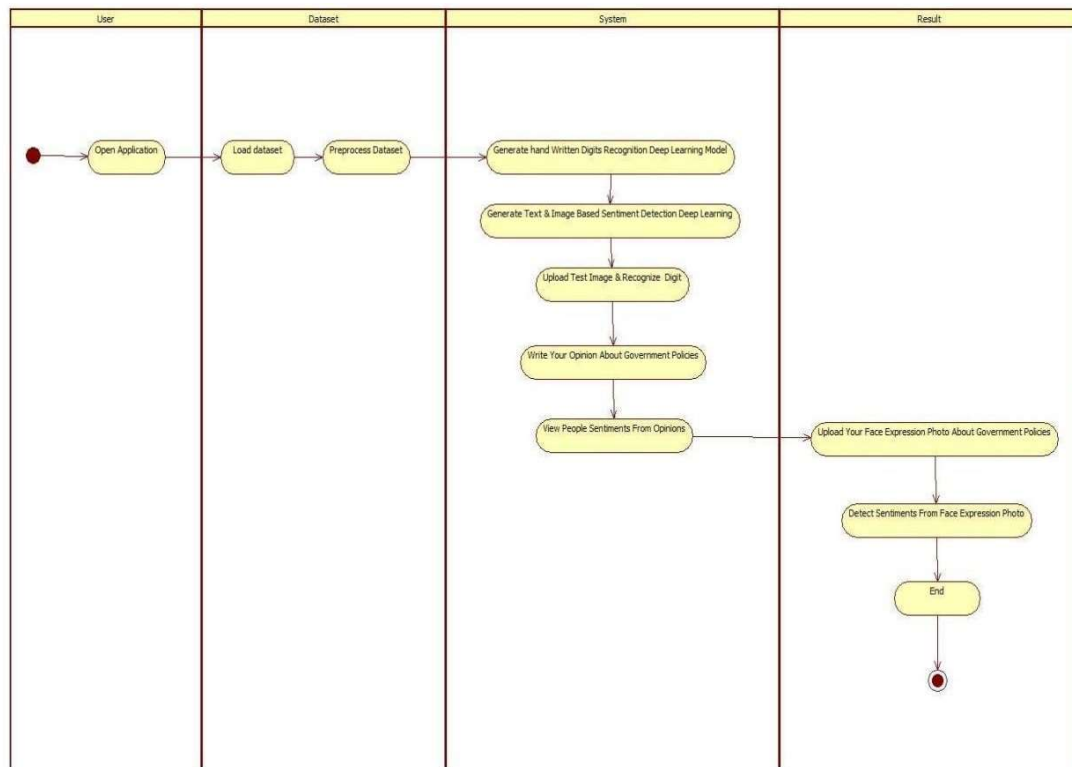 User
Dataset
System
Result
Open Application
Load dataset
Preprocess Dataset
Generate hand Written Digits Recognition Deep Learning Model
Generate Text & Image Based Sentiment Detection Deep Learning
Upload Test Image & Recognize Digit
Write Your Opinion About Government Policies
View People Sentiments From Opinions
Upload Your Face Expression Photo About Government Policies
Detect Sentiments From Face Expression Photo
End